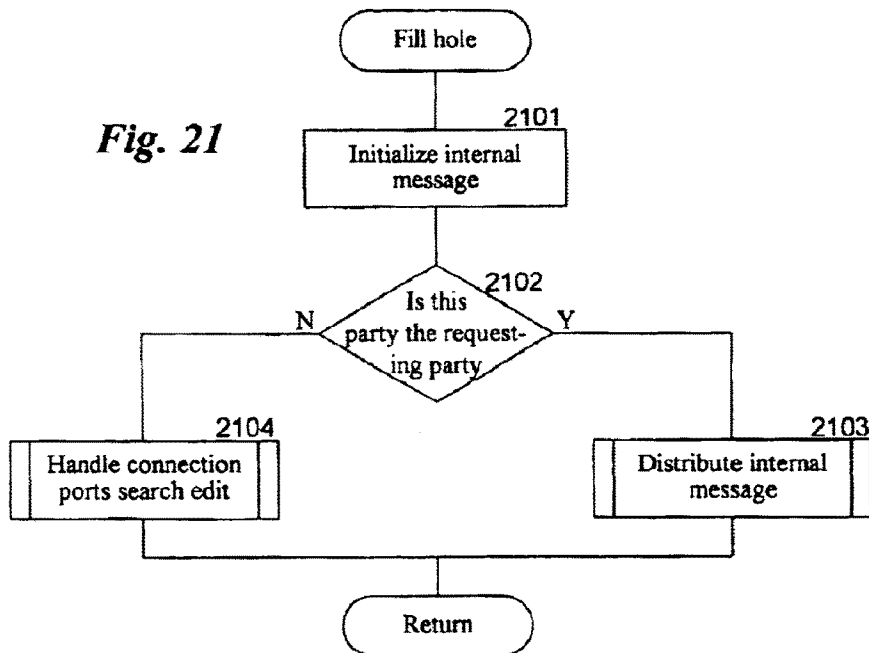 Fill hole
Fig. 21
2101
Initialize internal
message
2102
Is this
party the request-
ing party
N
Y
2104
Handle connection
ports search edit
2103
Distribute internal
message
Return